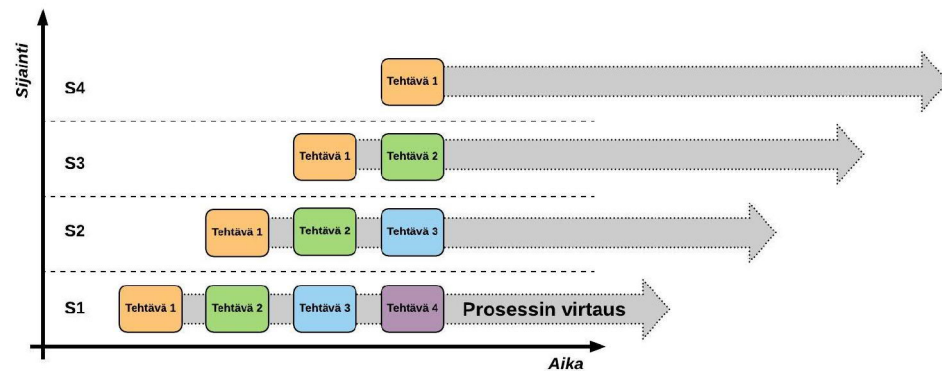 Sijainti
S4
Tehtävä 1
S3
Tehtävä 1 Tehtävä 2
S2
Tehtävä 1 Tehtävä 2 Tehtävä 3
S1
Tehtävä 1 Tehtävä 2 Tehtävä 3 Tehtävä 4 Prosessin virtaus
Aika